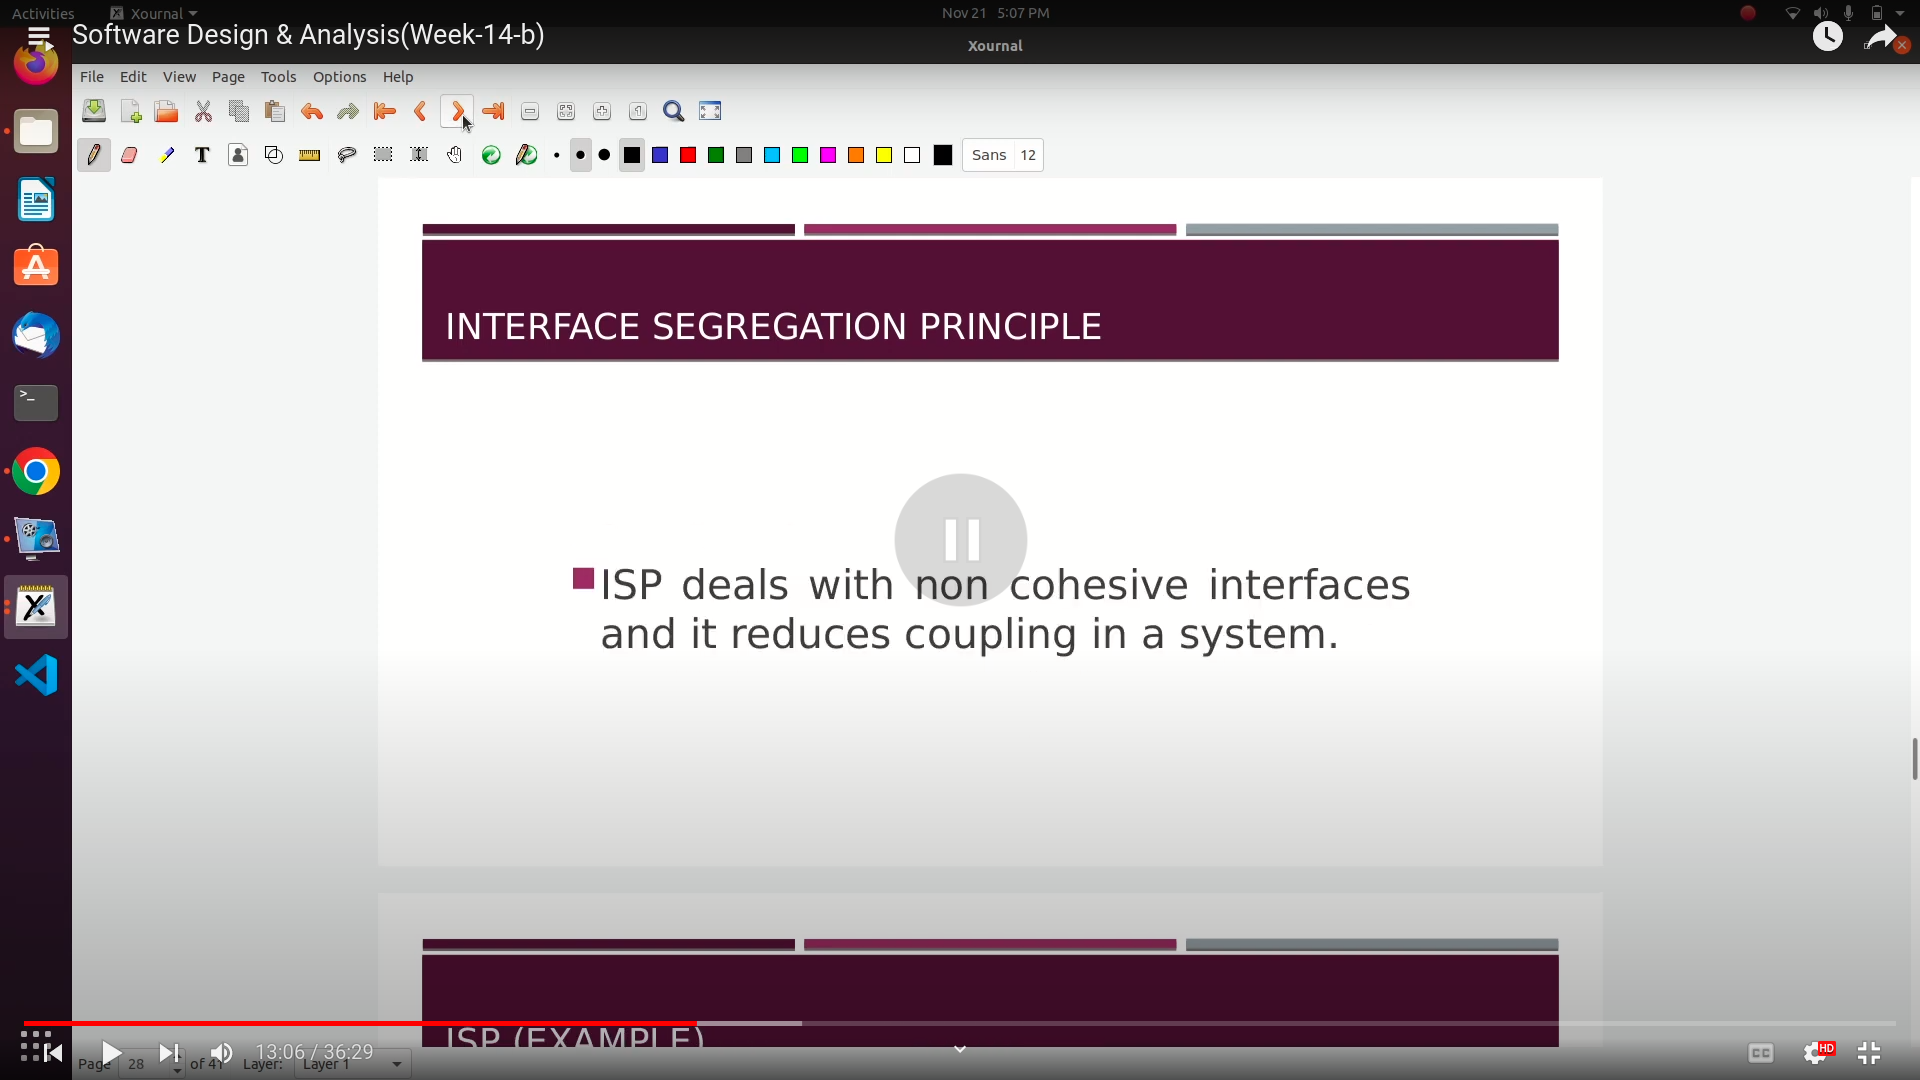 Activities Xournal Nov 21 5:07 PM
Software Design & Analysis(Week-14-b)
Xournal
File Edit View Page Tools Options Help
Sans 12
INTERFACE SEGREGATION PRINCIPLE
ISP deals with non cohesive interfaces
and it reduces coupling in a system.
ISP (EXAMPLE)
13:06 / 36:29
CC HD
Page 28 of 41 Layer: Layer 1